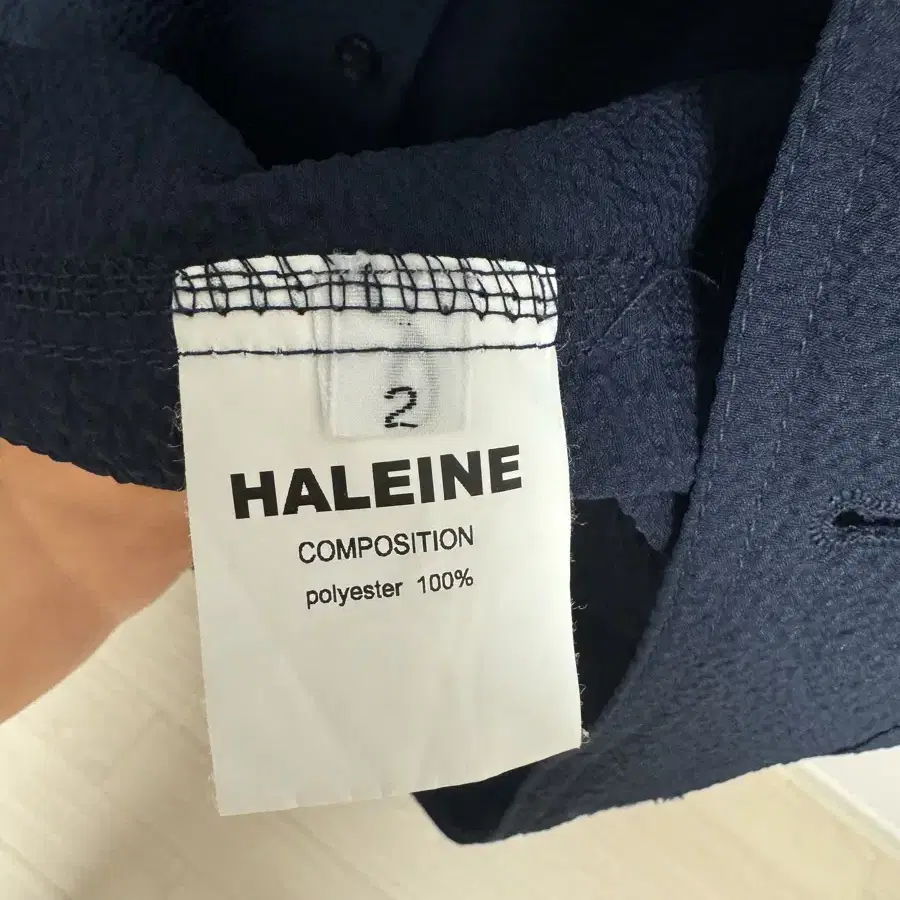 2
HALEINE
COMPOSITION
polyester 100%